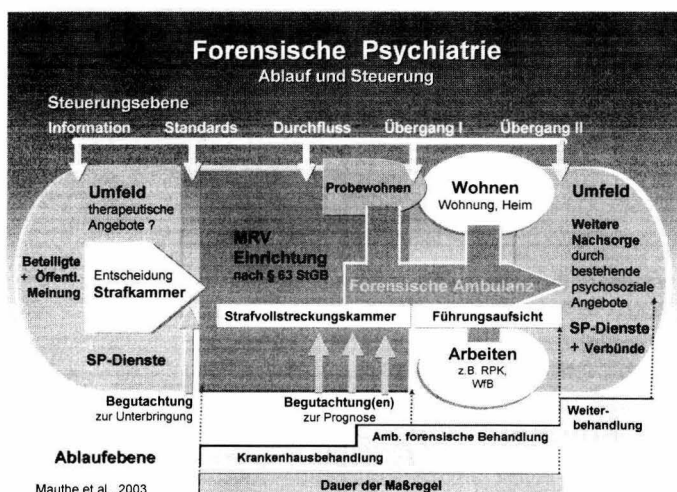 Forensische Psychiatrie
Ablauf und Steuerung
Steuerungsebene
Information Standards Durchfluss Übergang I Übergang II
Umfeld
therapeutische
Angebote ?
Beteiligte
+ Öffentl.
Meinung
Entscheidung
Strafkammer
SP-Dienste
MRV
Einrichtung
nach § 63 StGB
Probewohnen
Wohnen
Wohnung, Heim
Forensische Ambulanz
Strafvollstreckungskammer
Führungsaufsicht
Arbeiten
z.B. RPK,
WfB
Umfeld
Weitere
Nachsorge
durch
bestehende
psychosoziale
Angebote
SP-Dienste
+ Verbünde
Begutachtung
zur Unterbringung
Begutachtung(en)
zur Prognose
Weiter-
behandlung
Amb. forensische Behandlung
Krankenhausbehandlung
Ablaufebene
Dauer der Maßregel
Mauthe et al., 2003